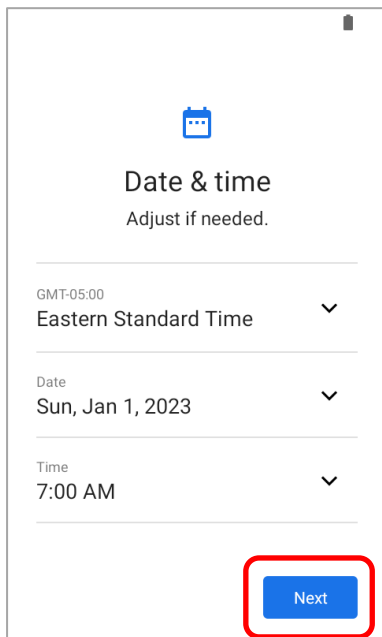 Date & time
Adjust if needed.
GMT-05:00
Eastern Standard Time
Date
Sun, Jan 1, 2023
Time
7:00 AM
Next